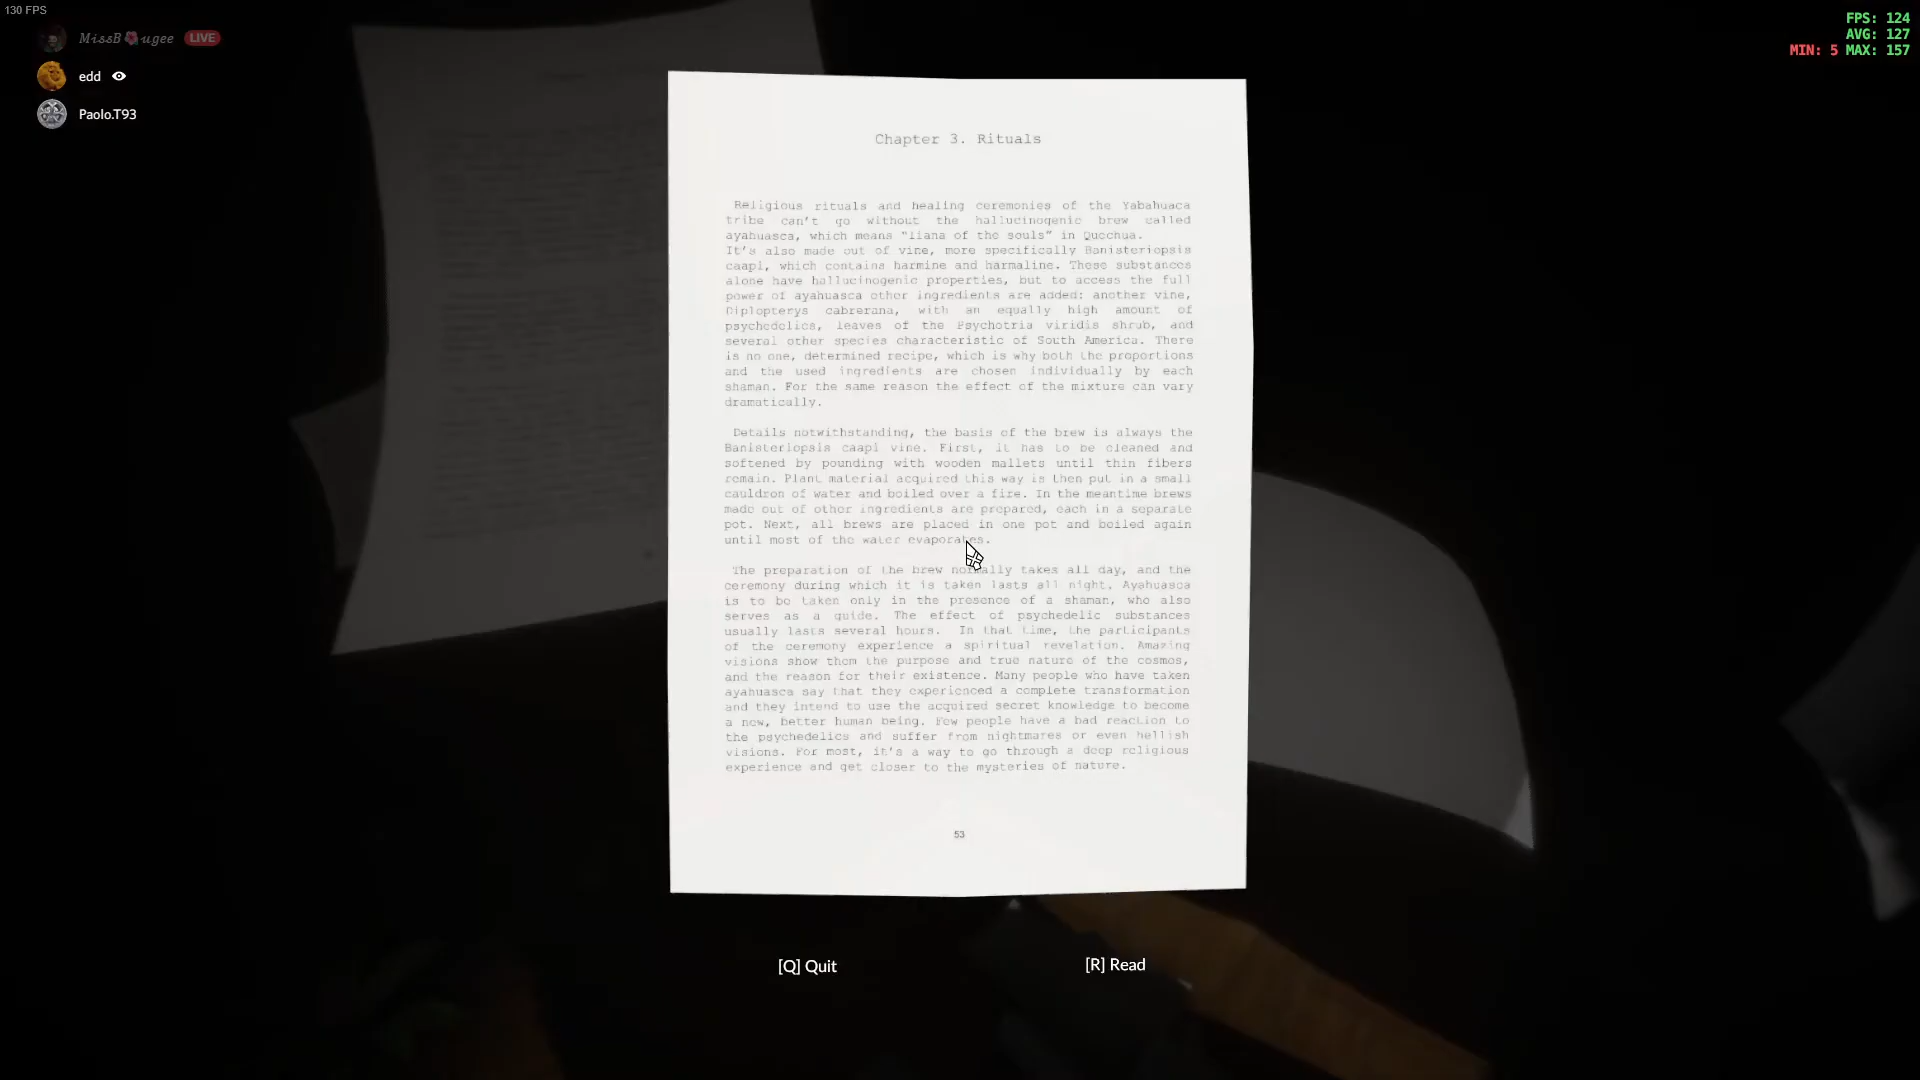 130 FPS
MissB🌺ugee LIVE
edd
Paolo.T93
FPS: 124
AVG: 127
MIN: 5 MAX: 157
Chapter 3. Rituals
Religious rituals and healing ceremonies of the Yabahuaca
tribe can't go without the hallucinogenic brew called
ayahuasca, which means "liana of the souls" in Quechua.
It's also made out of vine, more specifically Banisteriopsis
caapi, which contains harmine and harmaline. These substances
alone have hallucinogenic properties, but to access the full
power of ayahuasca other ingredients are added: another vine,
Diplopterys cabrerana, with an equally high amount of
psychedelics, leaves of the Psychotria viridis shrub, and
several other species characteristic of South America. There
is no one, determined recipe, which is why both the proportions
and the used ingredients are chosen individually by each
shaman. For the same reason the effect of the mixture can vary
dramatically.
Details notwithstanding, the basis of the brew is always the
Banisteriopsis caapi vine. First, it has to be cleaned and
softened by pounding with wooden mallets until thin fibers
remain. Plant material acquired this way is then put in a small
cauldron of water and boiled over a fire. In the meantime brews
made out of other ingredients are prepared, each in a separate
pot. Next, all brews are placed in one pot and boiled again
until most of the water evaporates.
The preparation of the brew normally takes all day, and the
ceremony during which it is taken lasts all night. Ayahuasca
is to be taken only in the presence of a shaman, who also
serves as a guide. The effect of psychedelic substances
usually lasts several hours. In that time, the participants
of the ceremony experience a spiritual revelation. Amazing
visions show them the purpose and true nature of the cosmos,
and the reason for their existence. Many people who have taken
ayahuasca say that they experienced a complete transformation
and they intend to use the acquired secret knowledge to become
a new, better human being. Few people have a bad reaction to
the psychedelics and suffer from nightmares or even hellish
visions. For most, it's a way to go through a deep religious
experience and get closer to the mysteries of nature.
53
[Q] Quit
[R] Read